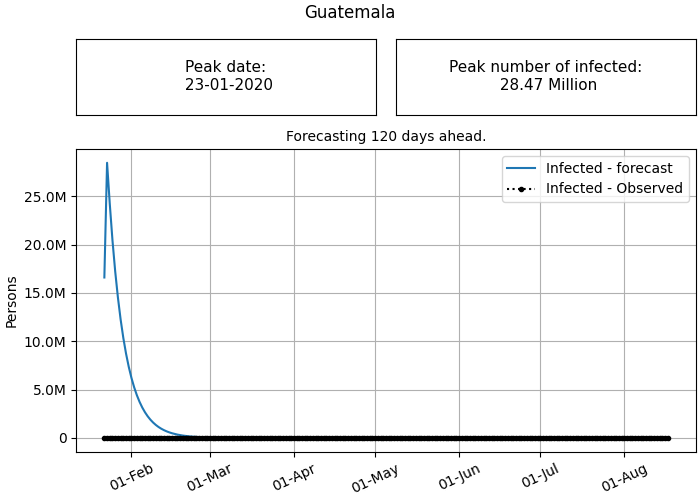 Guatemala
Peak date:
23-01-2020
Peak number of infected:
28.47 Million
Forecasting 120 days ahead.
Infected - forecast
Infected - Observed
Persons
25.0M
20.0M
15.0M
10.0M
5.0M
0
01-Feb
01-Mar
01-Apr
01-May
01-Jun
01-Jul
01-Aug